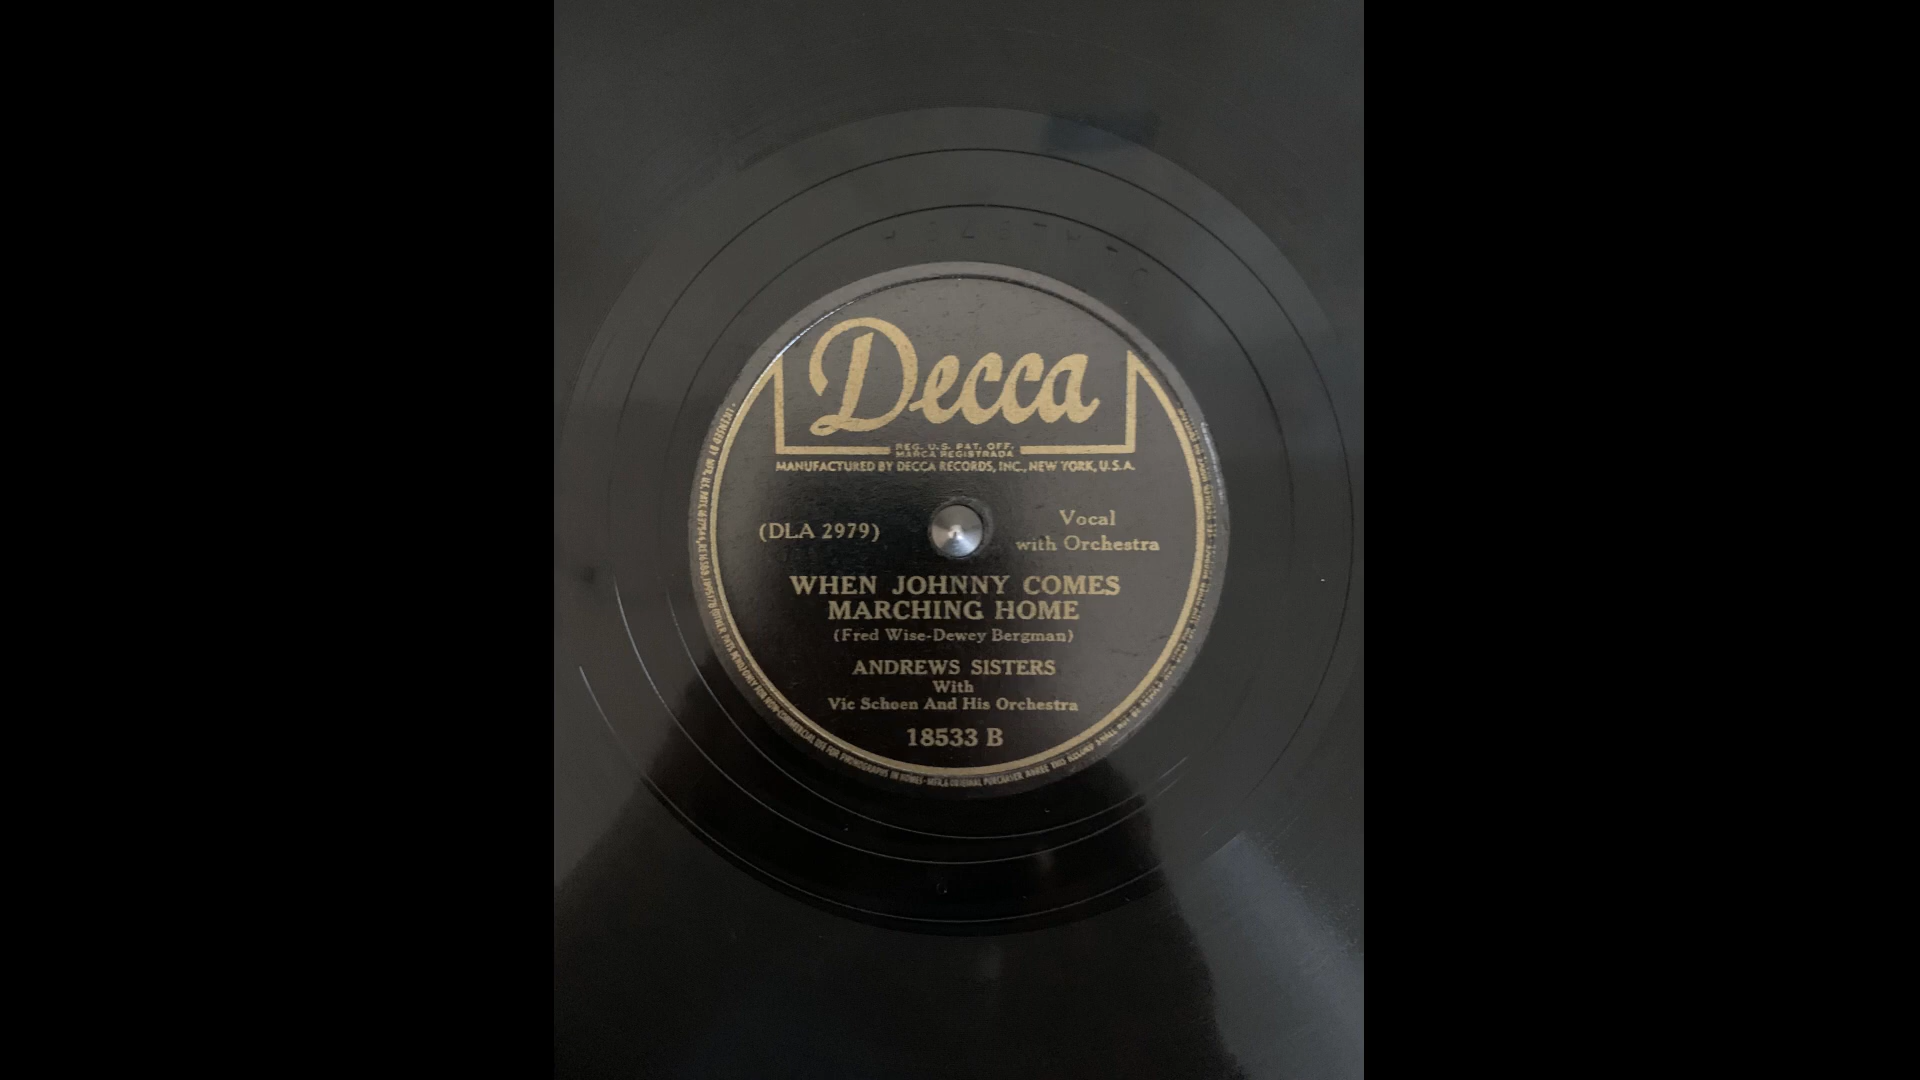 Decca
REG. U.S. PAT. OFF.
MARCA REGISTRADA
MANUFACTURED BY DECCA RECORDS, INC., NEW YORK, U.S.A.
(DLA 2979)
Vocal
with Orchestra
WHEN JOHNNY COMES
MARCHING HOME
(Fred Wise-Dewey Bergman)
ANDREWS SISTERS
With
Vic Schoen And His Orchestra
18533 B